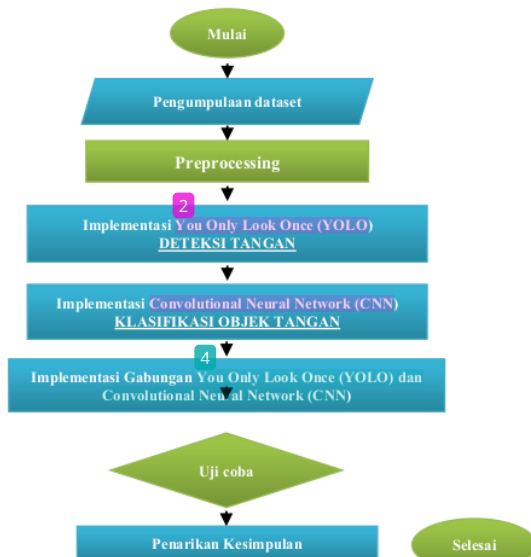 Mulai
Pengumpulaan dataset
Preprocessing
2
Implementasi You Only Look Once (YOLO)
DETEKSI TANGAN
Implementasi Convolutional Neural Network (CNN)
KLASIFIKASI OBJEK TANGAN
4
Implementasi Gabungan You Only Look Once (YOLO) dan
Convolutional Neural Network (CNN)
Uji coba
Penarikan Kesimpulan
Selesai